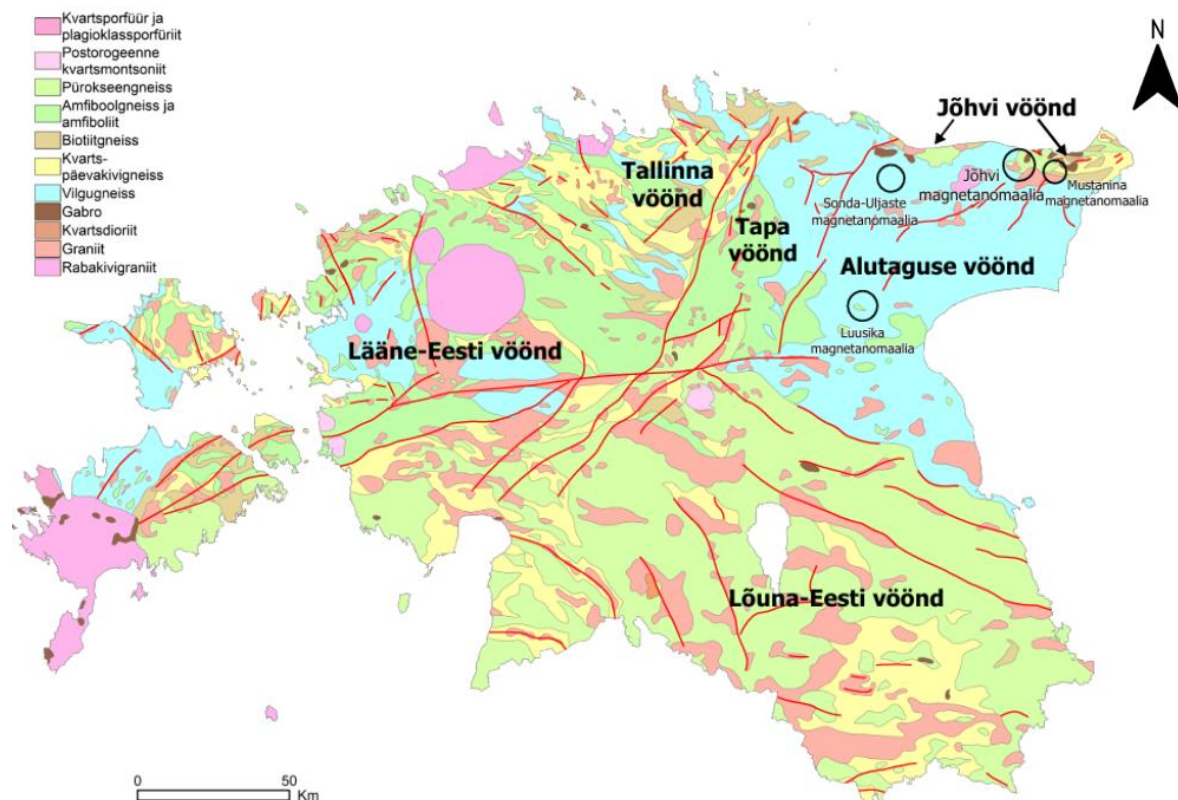 Kvartsporfüür ja
plagioklassporfüriit
Postorogeenne
kvartsmontsoniit
Pürokseengneiss
Amfiboolgneiss ja
amfiboliit
Biotiitgneiss
Kvarts-
päevakivigneiss
Vilgugneiss
Gabro
Kvartsdioriit
Graniit
Rabakivigraniit
N
Jõhvi vöönd
Tallinna
vöönd
Jõhvi
magnetanomaalia
Mustanina
magnetanomaalia
Sonda-Uljaste
magnetanomaalia
Tapa
vöönd
Alutaguse vöönd
Luusika
magnetanomaalia
Lääne-Eesti vöönd
Lõuna-Eesti vöönd
0 50
Km